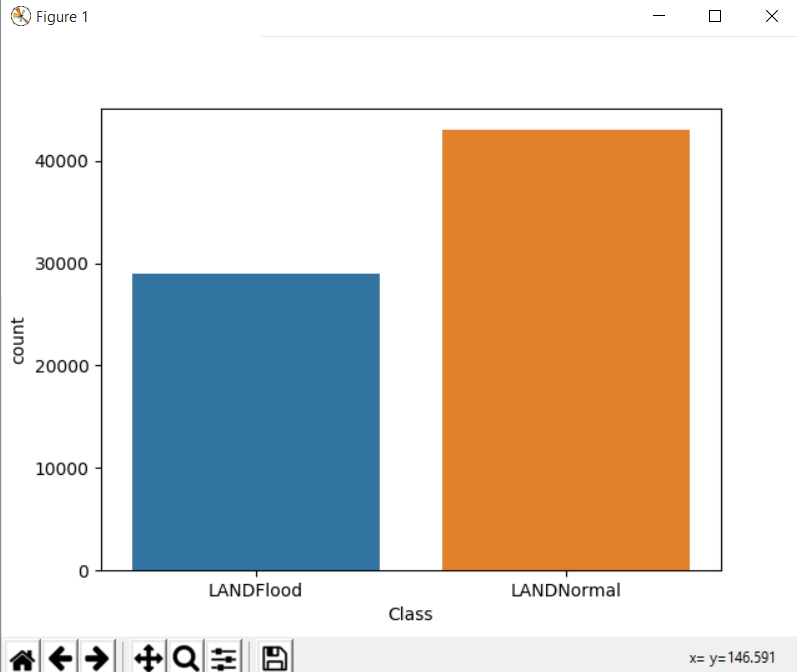 Figure 1
40000
30000
20000
10000
0
count
LANDFlood LANDNormal
Class
x= y=146.591